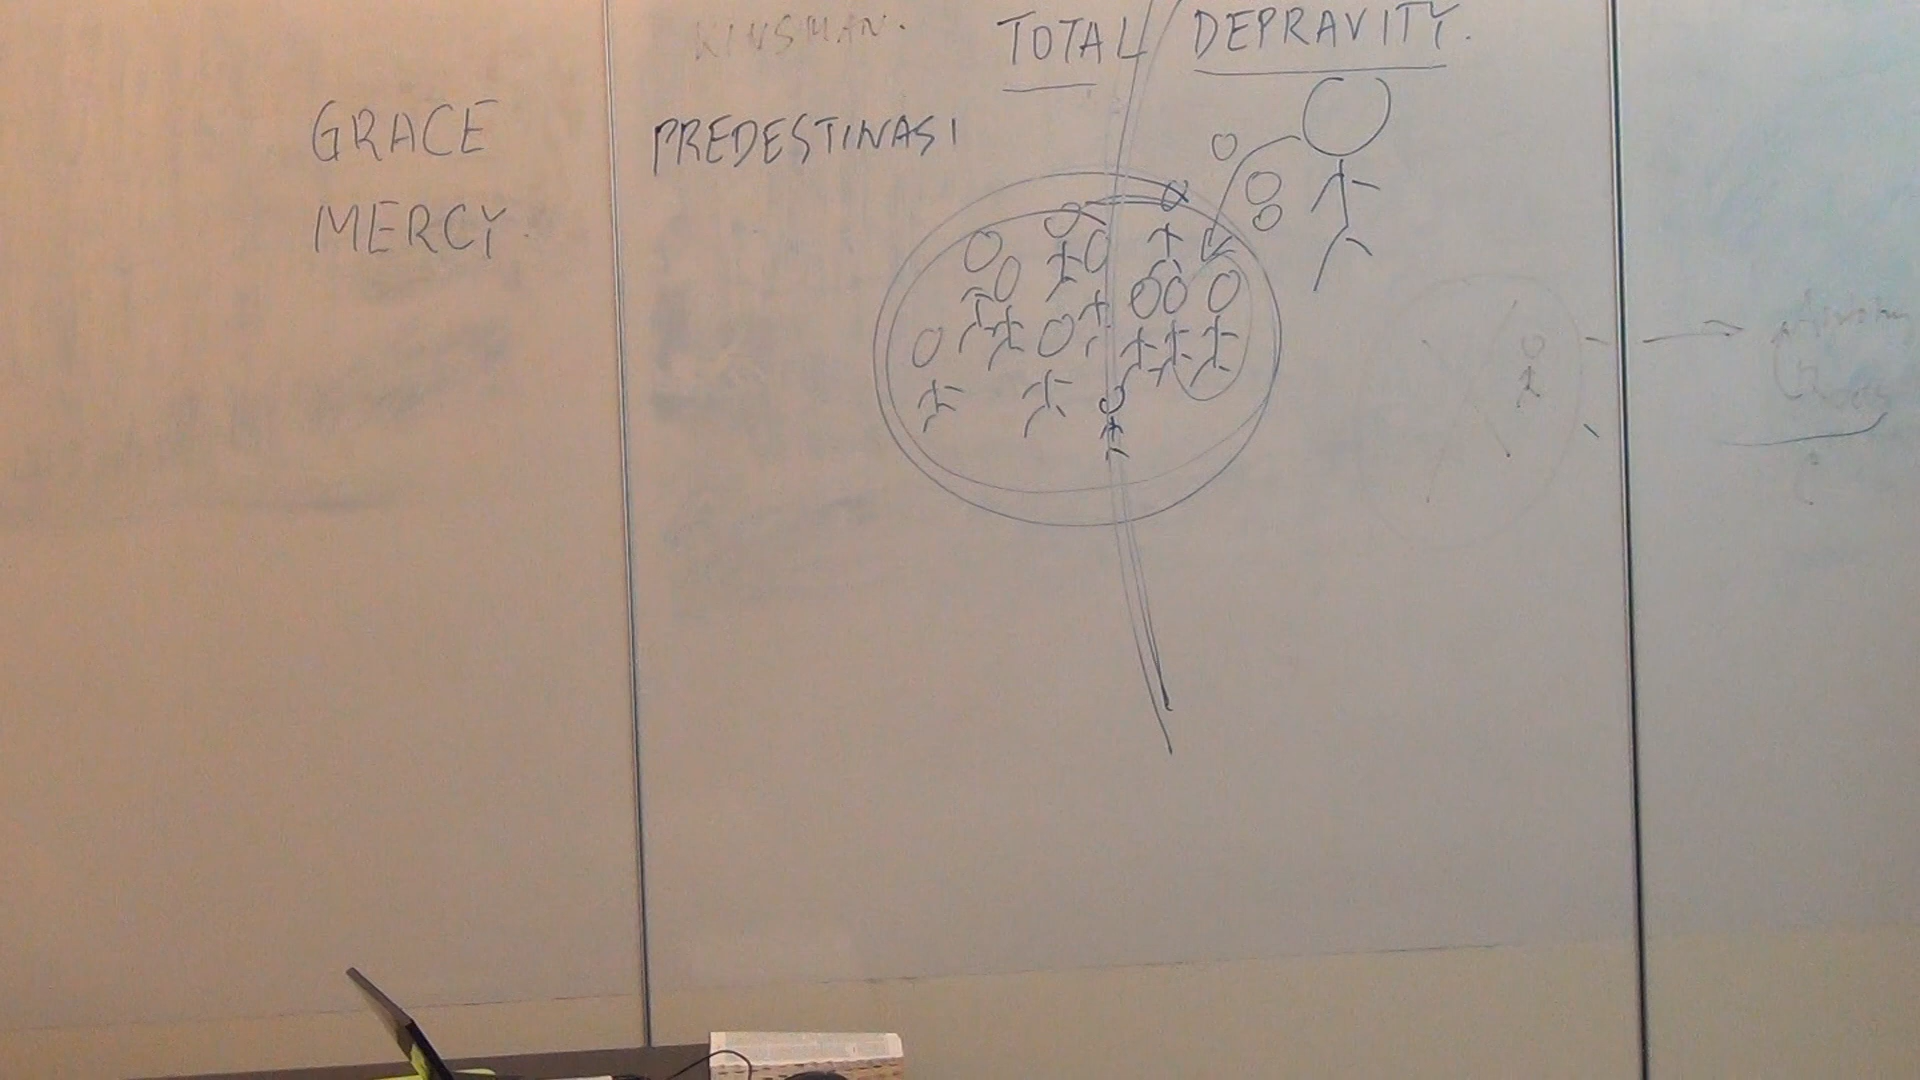 KINSMAN.
TOTAL DEPRAVITY.
GRACE
MERCY
PREDESTINASI